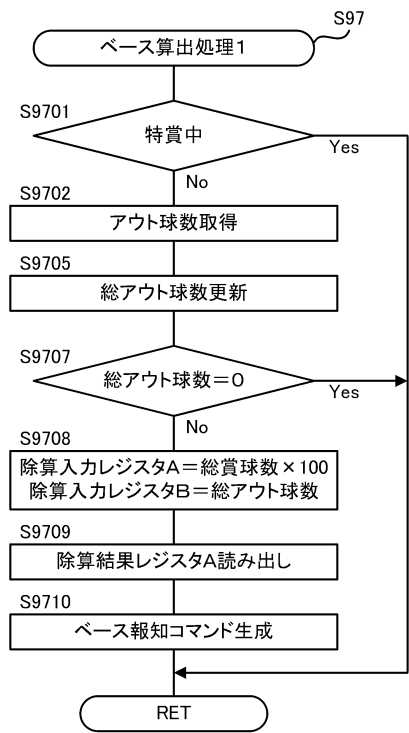 S97
ベース算出処理１
S9701
特賞中
Yes
No
S9702
アウト球数取得
S9705
総アウト球数更新
S9707
総アウト球数＝０
Yes
No
S9708
除算入力レジスタＡ＝総賞球数×100
除算入力レジスタＢ＝総アウト球数
S9709
除算結果レジスタＡ読み出し
S9710
ベース報知コマンド生成
RET